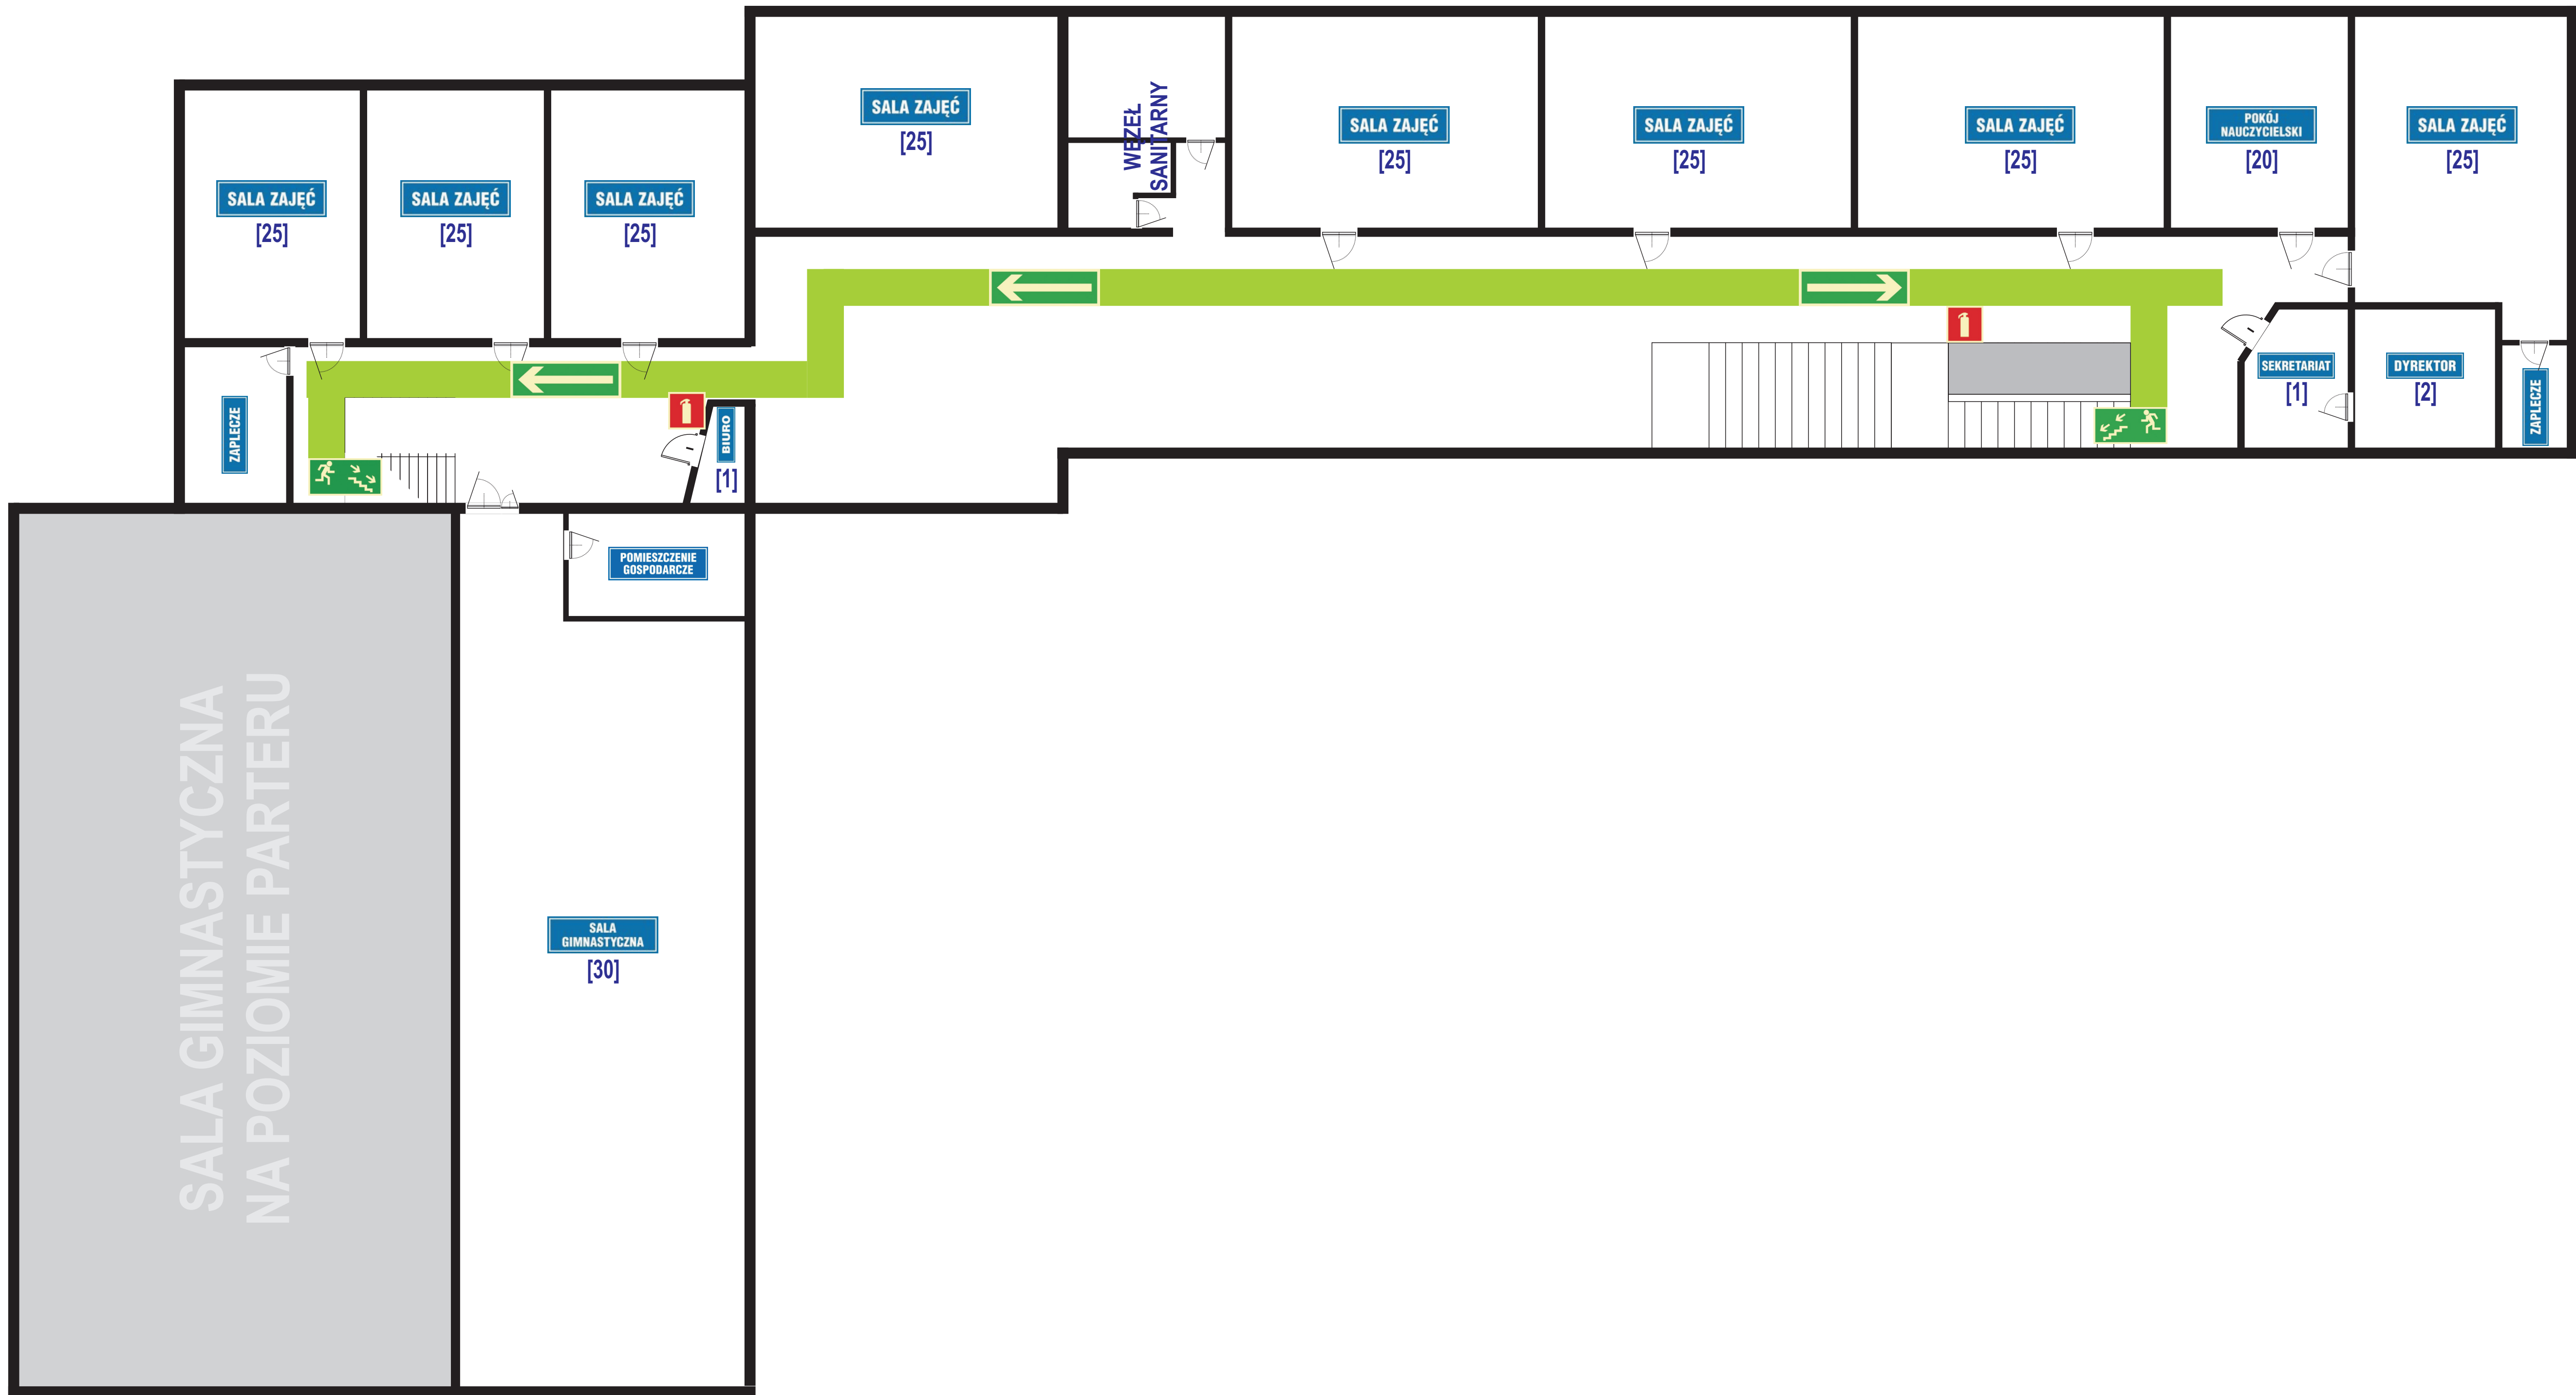 SALA ZAJĘĆ
[25]
SALA ZAJĘĆ
[25]
SALA ZAJĘĆ
[25]
SALA ZAJĘĆ
[25]
WĘZEŁ
SANITARNY
SALA ZAJĘĆ
[25]
SALA ZAJĘĆ
[25]
SALA ZAJĘĆ
[25]
POKÓJ
NAUCZYCIELSKI
[20]
SALA ZAJĘĆ
[25]
ZAPLECZE
BIURO
[1]
SEKRETARIAT
[1]
DYREKTOR
[2]
ZAPLECZE
POMIESZCZENIE
GOSPODARCZE
SALA GIMNASTYCZNA
NA POZIOMIE PARTERU
SALA
GIMNASTYCZNA
[30]